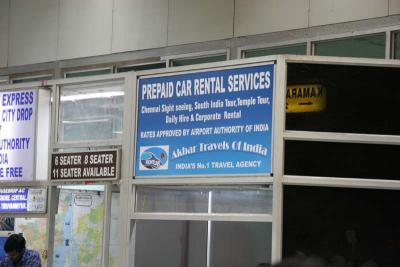 PREPAID CAR RENTAL SERVICES
Chennai Sight seeing, South India Tour, Temple Tour,
Daily Hire & Corporate Rental
RATES APPROVED BY AIRPORT AUTHORITY OF INDIA
Akbar Travels Of India
INDIA'S No.1 TRAVEL AGENCY
EXPRESS
CITY DROP
AUTHORITY
6 SEATER 8 SEATER
11 SEATER AVAILABLE
KAMARA